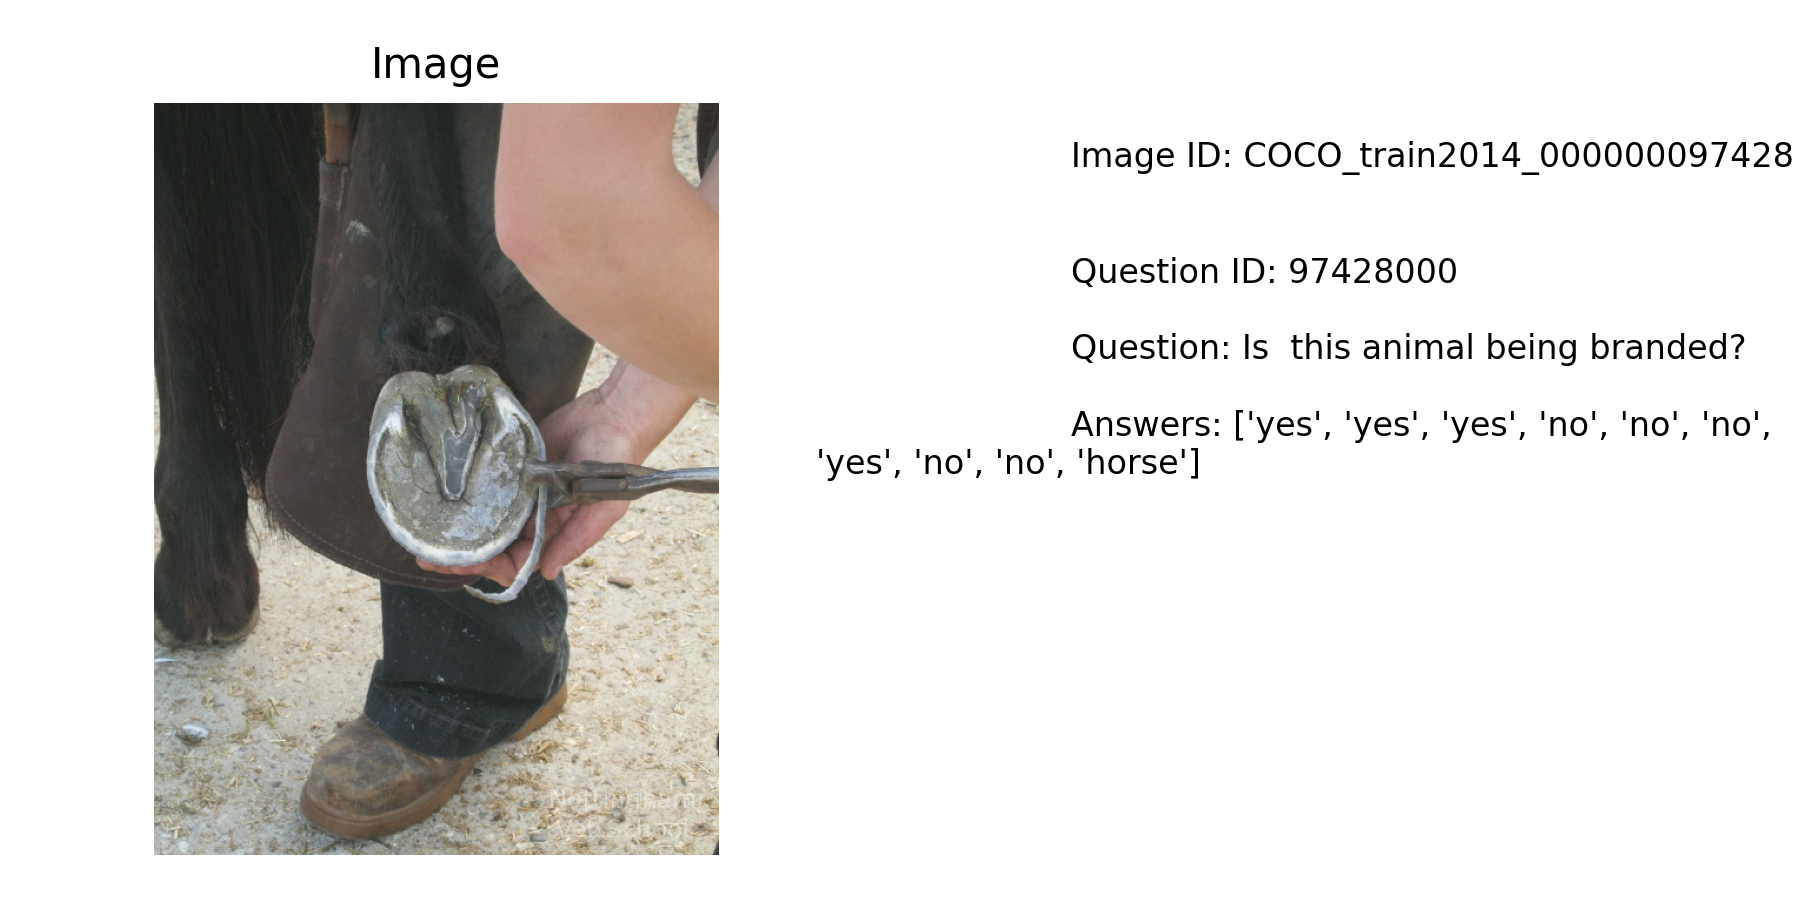 Image
Image ID: COCO_train2014_000000097428
Question ID: 97428000
Question: Is  this animal being branded?
Answers: ['yes', 'yes', 'yes', 'no', 'no', 'no',
'yes', 'no', 'no', 'horse']
Nottingham
Vet School